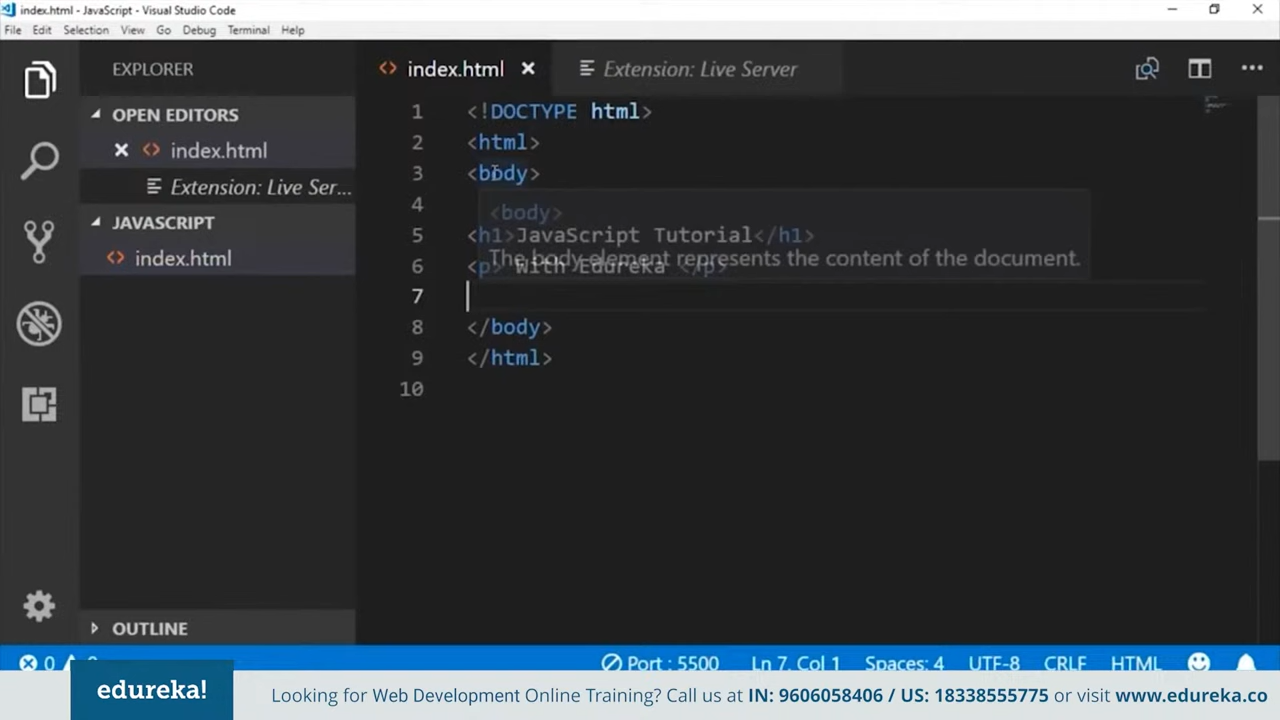 index.html - JavaScript - Visual Studio Code
File Edit Selection View Go Debug Terminal Help
EXPLORER
OPEN EDITORS
index.html
Extension: Live Ser...
JAVASCRIPT
index.html
OUTLINE
index.html Extension: Live Server
1 <!DOCTYPE html>
2 <html>
3 <body>
4
<body>
5 <h1>JavaScript Tutorial</h1>
The body element represents the content of the document.
6 <p> With Edureka </p>
7
8 </body>
9 </html>
10
0 Port : 5500 Ln 7, Col 1 Spaces: 4 UTF-8 CRLF HTML
edureka!
Looking for Web Development Online Training? Call us at IN: 9606058406 / US: 18338555775 or visit www.edureka.co